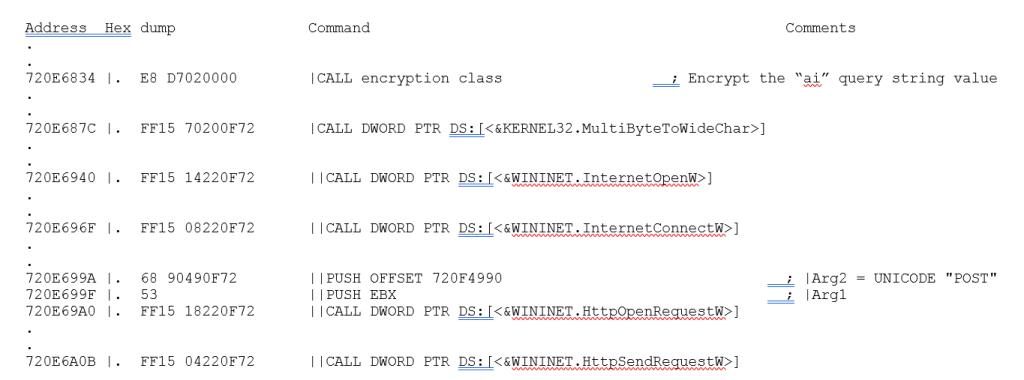 Address  Hex dump                Command                                                Comments
.
.
720E6834 |.  E8 D7020000         |CALL encryption class                  ; Encrypt the “ai” query string value
.
.
720E687C |.  FF15 70200F72       |CALL DWORD PTR DS:[<&KERNEL32.MultiByteToWideChar>]
.
.
720E6940 |.  FF15 14220F72       ||CALL DWORD PTR DS:[<&WININET.InternetOpenW>]
.
.
720E696F |.  FF15 08220F72       ||CALL DWORD PTR DS:[<&WININET.InternetConnectW>]
.
.
720E699A |.  68 90490F72         ||PUSH OFFSET 720F4990                                ; |Arg2 = UNICODE "POST"
720E699F |.  53                  ||PUSH EBX                                            ; |Arg1
720E69A0 |.  FF15 18220F72       ||CALL DWORD PTR DS:[<&WININET.HttpOpenRequestW>]
.
.
720E6A0B |.  FF15 04220F72       ||CALL DWORD PTR DS:[<&WININET.HttpSendRequestW>]